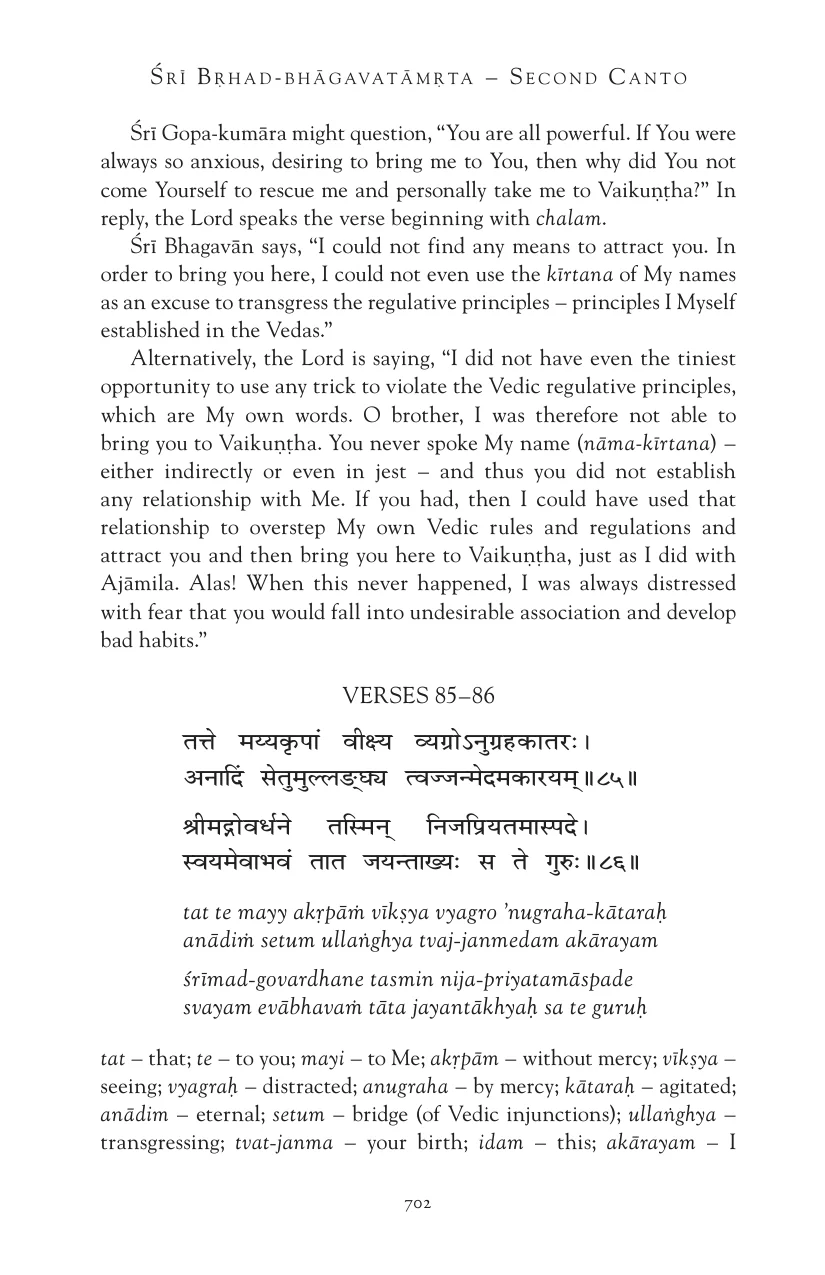 Śrī Bṛhad-bhāgavatāmṛta – Second Canto
Śrī Gopa-kumāra might question, “You are all powerful. If You were
always so anxious, desiring to bring me to You, then why did You not
come Yourself to rescue me and personally take me to Vaikuṇṭha?” In
reply, the Lord speaks the verse beginning with chalam.
Śrī Bhagavān says, “I could not find any means to attract you. In
order to bring you here, I could not even use the kīrtana of My names
as an excuse to transgress the regulative principles – principles I Myself
established in the Vedas.”
Alternatively, the Lord is saying, “I did not have even the tiniest
opportunity to use any trick to violate the Vedic regulative principles,
which are My own words. O brother, I was therefore not able to
bring you to Vaikuṇṭha. You never spoke My name (nāma-kīrtana) –
either indirectly or even in jest – and thus you did not establish
any relationship with Me. If you had, then I could have used that
relationship to overstep My own Vedic rules and regulations and
attract you and then bring you here to Vaikuṇṭha, just as I did with
Ajāmila. Alas! When this never happened, I was always distressed
with fear that you would fall into undesirable association and develop
bad habits.”
VERSES 85–86
तत्ते मय्यकृपां वीक्ष्य व्यग्रोऽनुग्रहकातरः।
अनादिं सेतुमुल्लङ्घ्य त्वज्जन्मेदमकारयम्॥८५॥
श्रीमद्गोवर्धने तस्मिन् निजप्रियतमास्पदे।
स्वयमेवाभवं तात जयन्ताख्यः स ते गुरुः॥८६॥
tat te mayy akṛpāṁ vīkṣya vyagro ’nugraha-kātaraḥ
anādiṁ setum ullaṅghya tvaj-janmedam akārayam
śrīmad-govardhane tasmin nija-priyatamāspade
svayam evābhavaṁ tāta jayantākhyaḥ sa te guruḥ
tat – that; te – to you; mayi – to Me; akṛpām – without mercy; vīkṣya –
seeing; vyagraḥ – distracted; anugraha – by mercy; kātaraḥ – agitated;
anādim – eternal; setum – bridge (of Vedic injunctions); ullaṅghya –
transgressing; tvat-janma – your birth; idam – this; akārayam – I
702